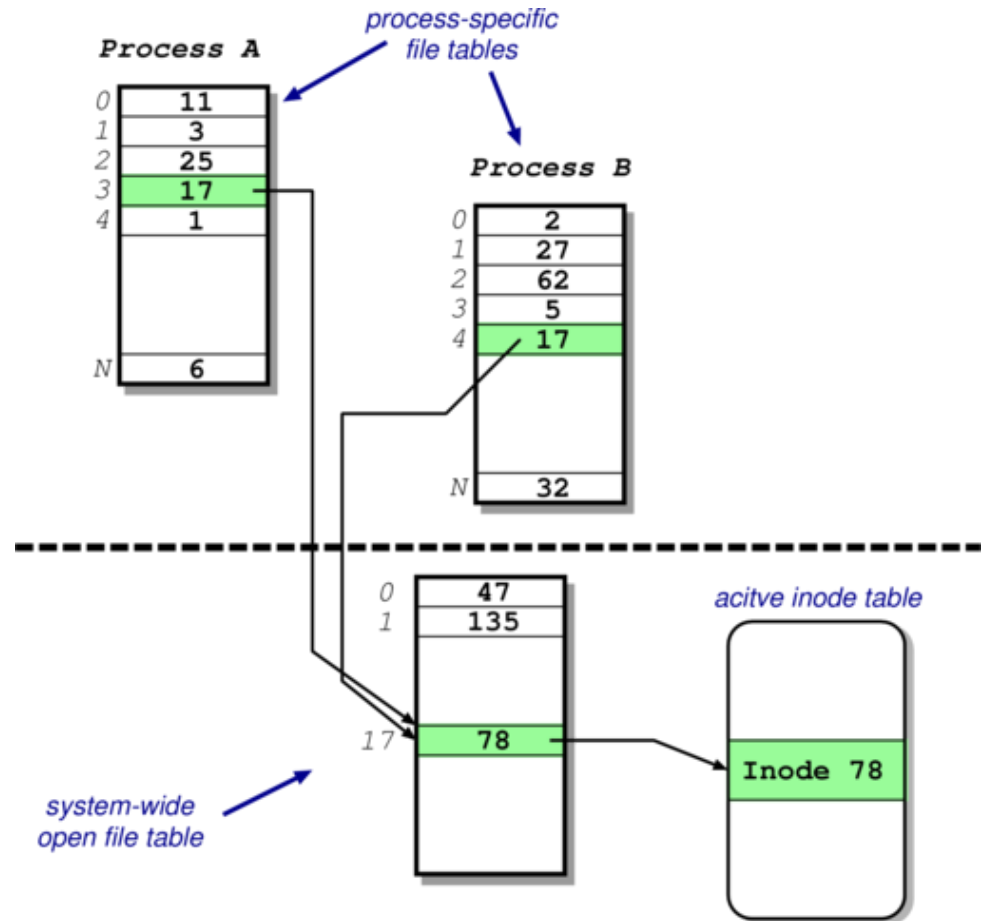 process-specific
file tables
Process A
0 11
1 3
2 25
3 17
4 1
N 6
Process B
0 2
1 27
2 62
3 5
4 17
N 32
0 47
1 135
17 78
system-wide
open file table
acitve inode table
Inode 78